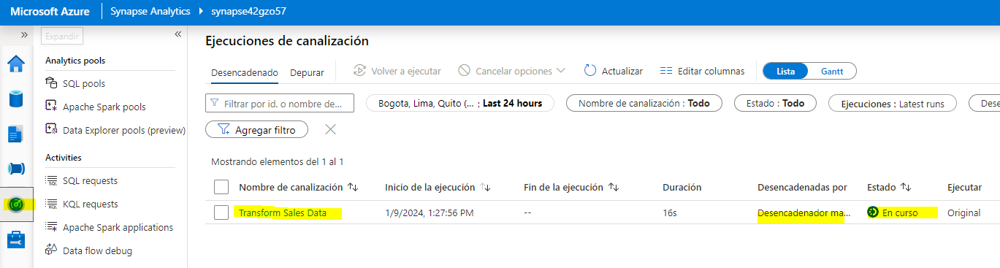 Microsoft Azure Synapse Analytics synapse42gzo57
Expandir
Analytics pools
SQL pools
Apache Spark pools
Data Explorer pools (preview)
Activities
SQL requests
KQL requests
Apache Spark applications
Data flow debug
Ejecuciones de canalización
Desencadenado Depurar Volver a ejecutar Cancelar opciones Actualizar Editar columnas Lista Gantt
Filtrar por id. o nombre de... Bogota, Lima, Quito (... : Last 24 hours Nombre de canalización : Todo Estado : Todo Ejecuciones : Latest runs Dese
Agregar filtro
Mostrando elementos del 1 al 1
Nombre de canalización Inicio de la ejecución Fin de la ejecución Duración Desencadenadas por Estado Ejecutar
Transform Sales Data 1/9/2024, 1:27:56 PM -- 16s Desencadenador ma... En curso Original